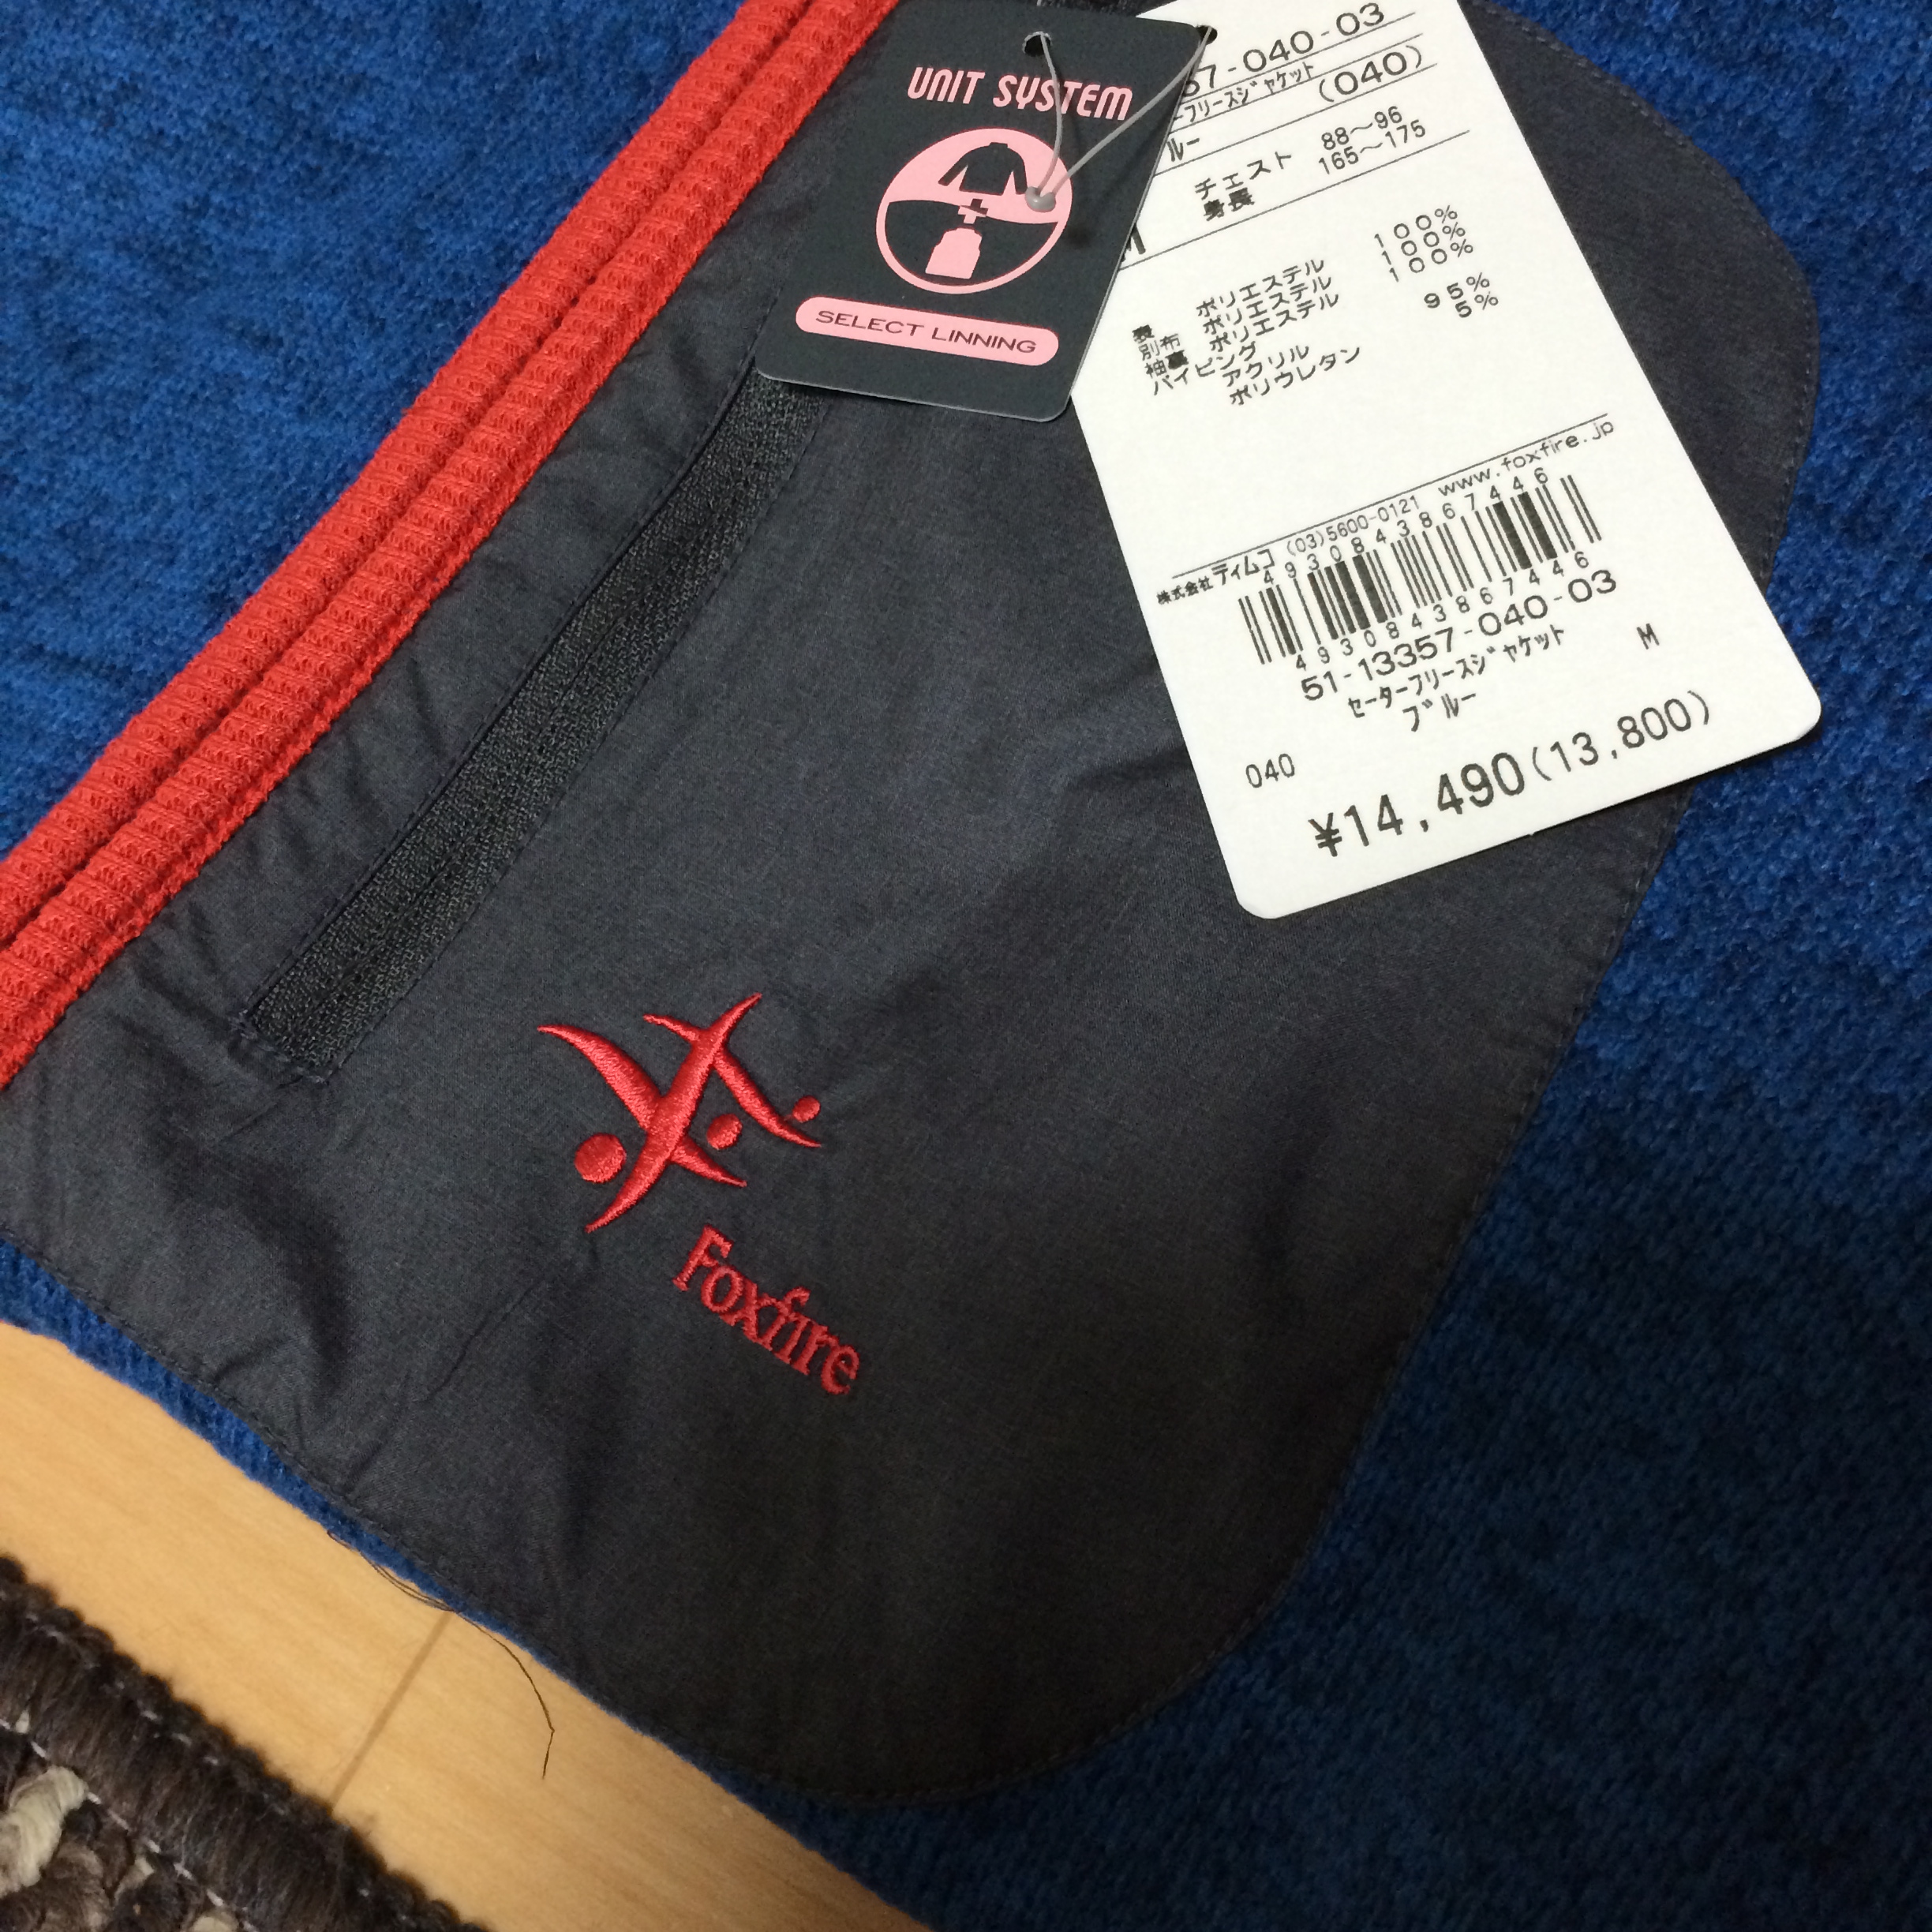 UNIT SYSTEM
SELECT LINNING
57-040-03
ーフリースジャケット
(040)
ルー
チェスト 88〜96
身長 165〜175
M
表 ポリエステル 100%
別布 ポリエステル 100%
袖裏 ポリエステル 100%
パイピング
アクリル 95%
ポリウレタン 5%
株式会社ティムコ (03)5600-0121 www.foxfire.jp
4930843867446
4930843867446
51-13357-040-03
セーターフリースジャケット
ブルー M
040
¥14,490(13,800)
Foxfire